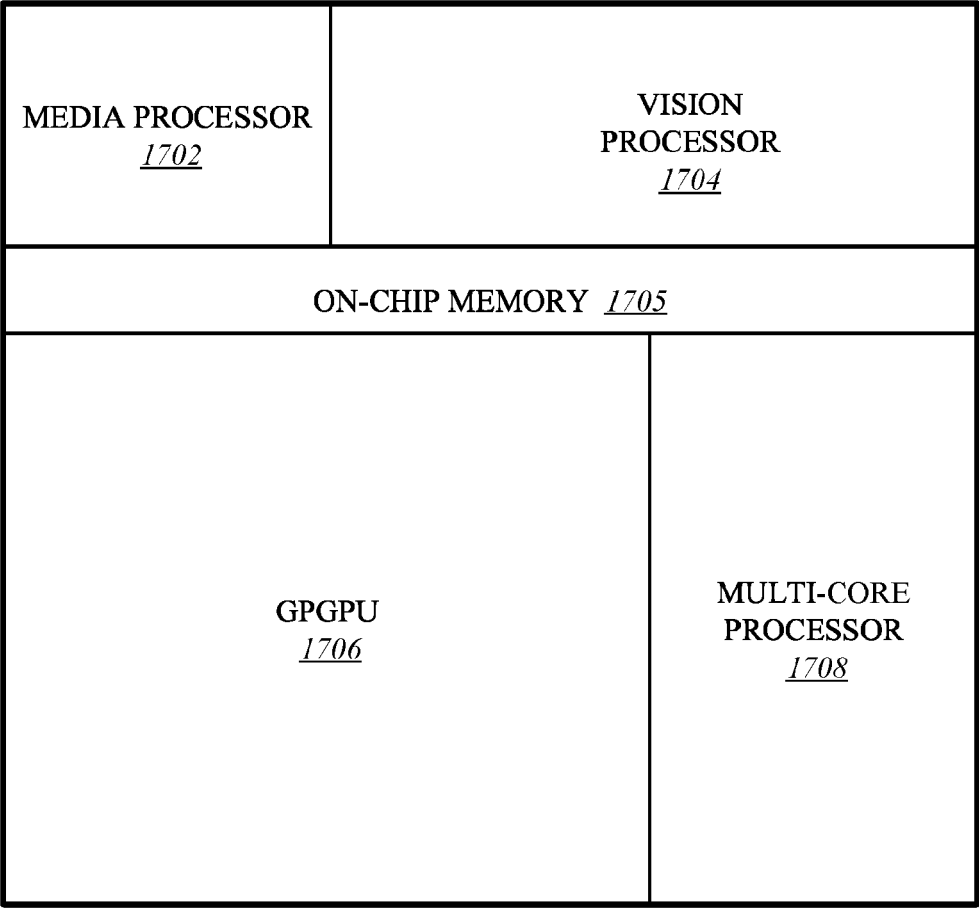 MEDIA PROCESSOR
1702
VISION
PROCESSOR
1704
ON-CHIP MEMORY 1705
GPGPU
1706
MULTI-CORE
PROCESSOR
1708